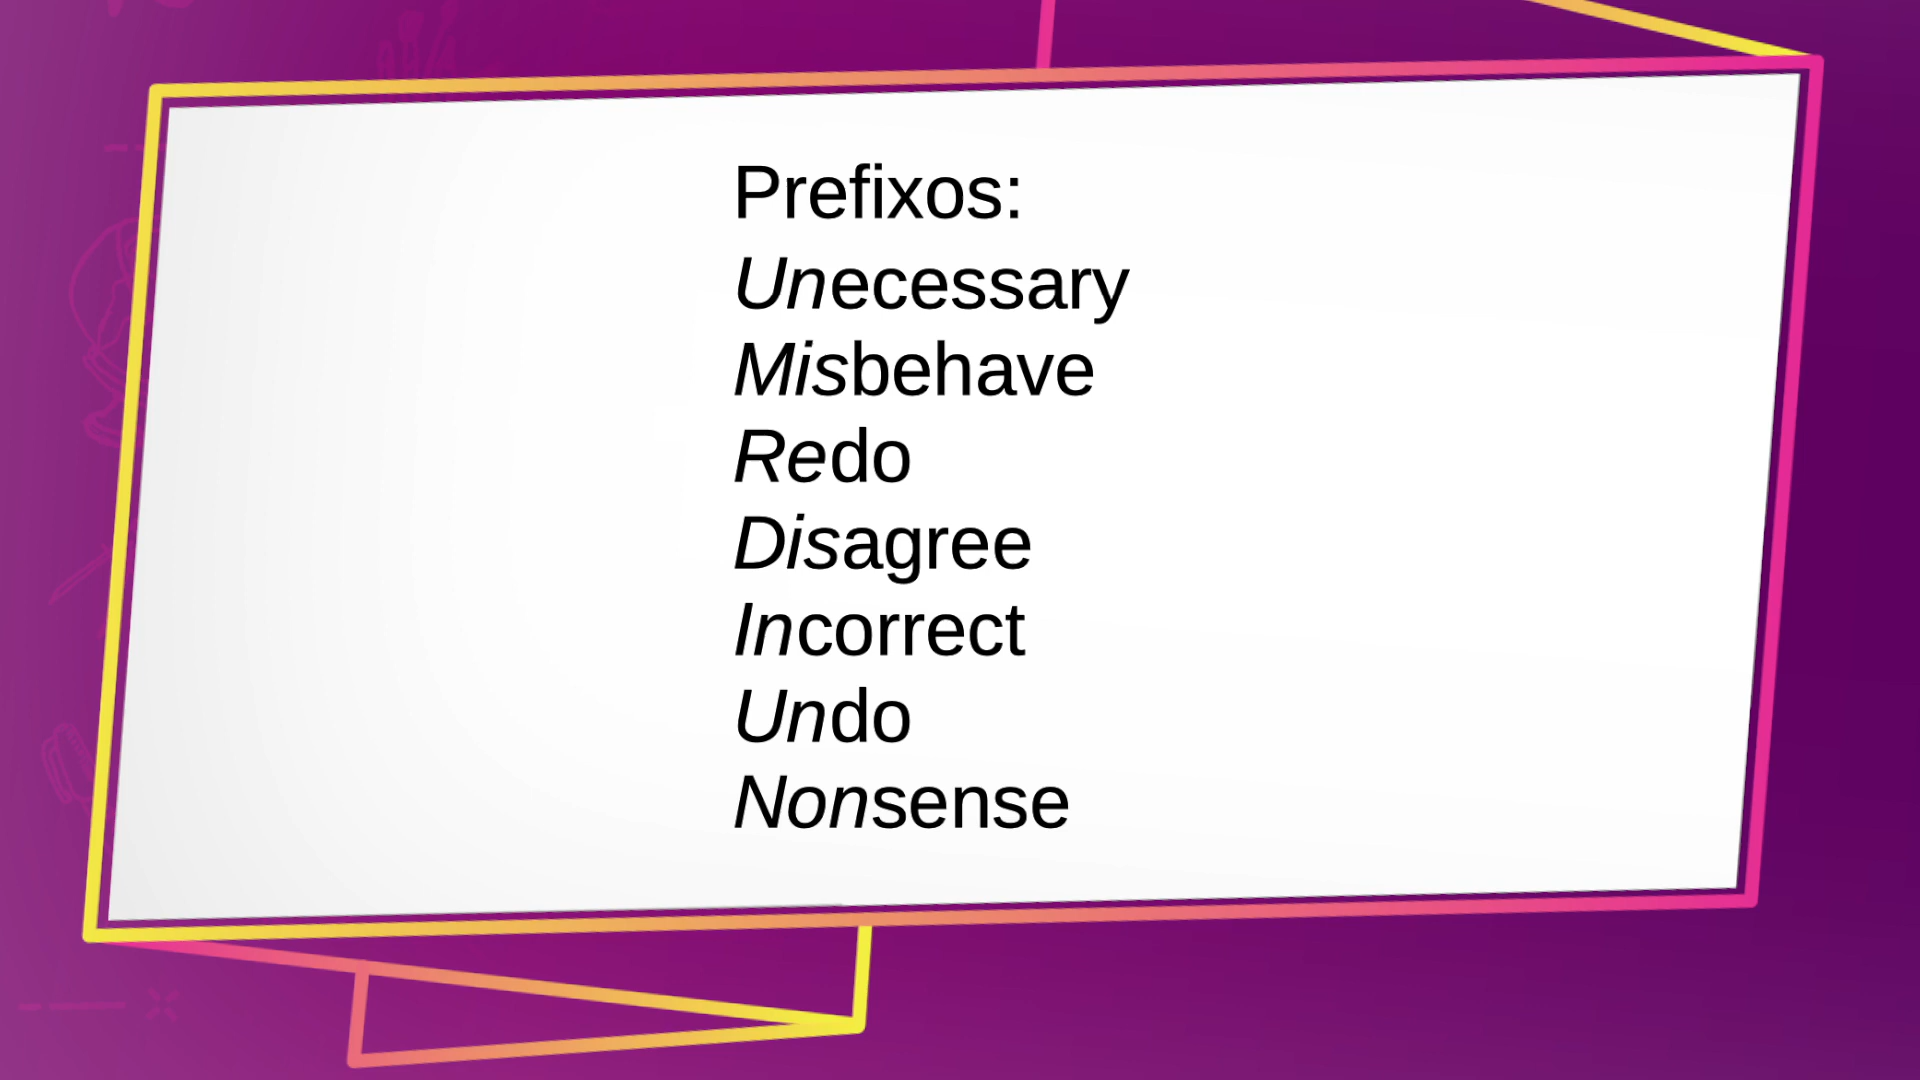 Prefixos:
Unecessary
Misbehave
Redo
Disagree
Incorrect
Undo
Nonsense